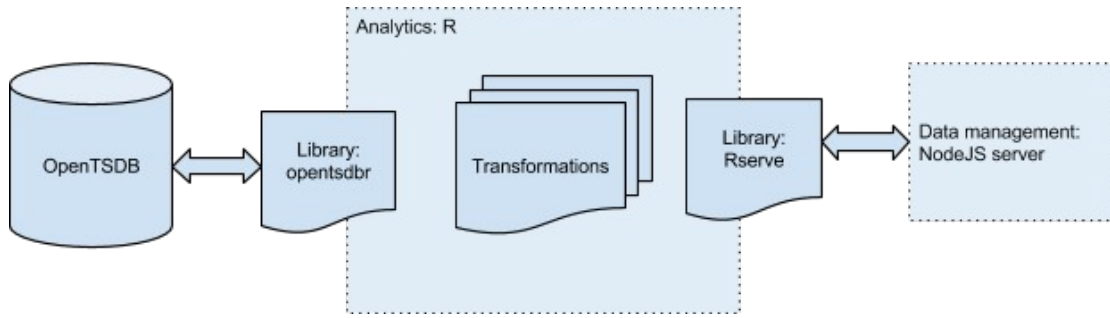 Analytics: R
OpenTSDB
Library:
opentsdbr
Transformations
Library:
Rserve
Data management:
NodeJS server